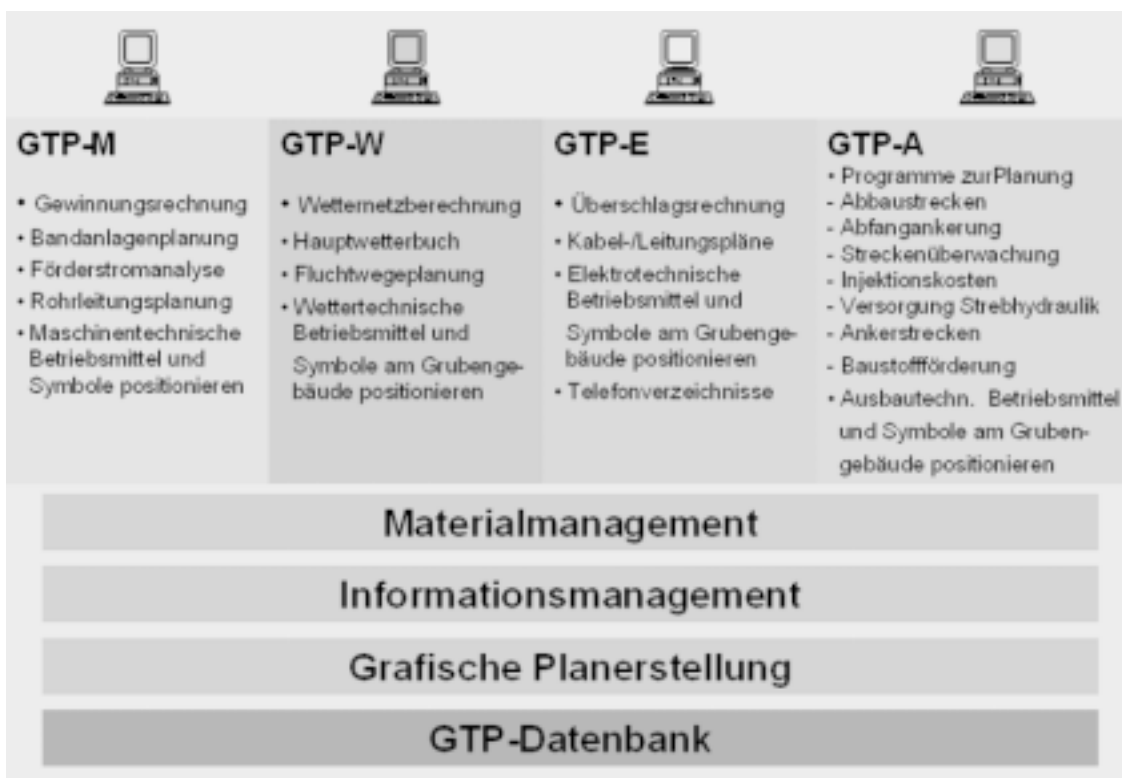 GTP-M
• Gewinnungsrechnung
• Bandanlagenplanung
• Förderstromanalyse
• Rohrleitungsplanung
• Maschinentechnische
Betriebsmittel und
Symbole positionieren
GTP-W
• Wetternetzberechnung
• Hauptwetterbuch
• Fluchtwegeplanung
• Wettertechnische
Betriebsmittel und
Symbole am Grubenge-
bäude positionieren
GTP-E
• Überschlagsrechnung
• Kabel-/Leitungspläne
• Elektrotechnische
Betriebsmittel und
Symbole am Grubenge-
bäude positionieren
• Telefonverzeichnisse
GTP-A
• Programme zurPlanung
- Abbaustrecken
- Abfangankerung
- Streckenüberwachung
- Injektionskosten
- Versorgung Strebhydraulik
- Ankerstrecken
- Baustoffförderung
• Ausbautechn. Betriebsmittel
und Symbole am Gruben-
gebäude positionieren
Materialmanagement
Informationsmanagement
Grafische Planerstellung
GTP-Datenbank